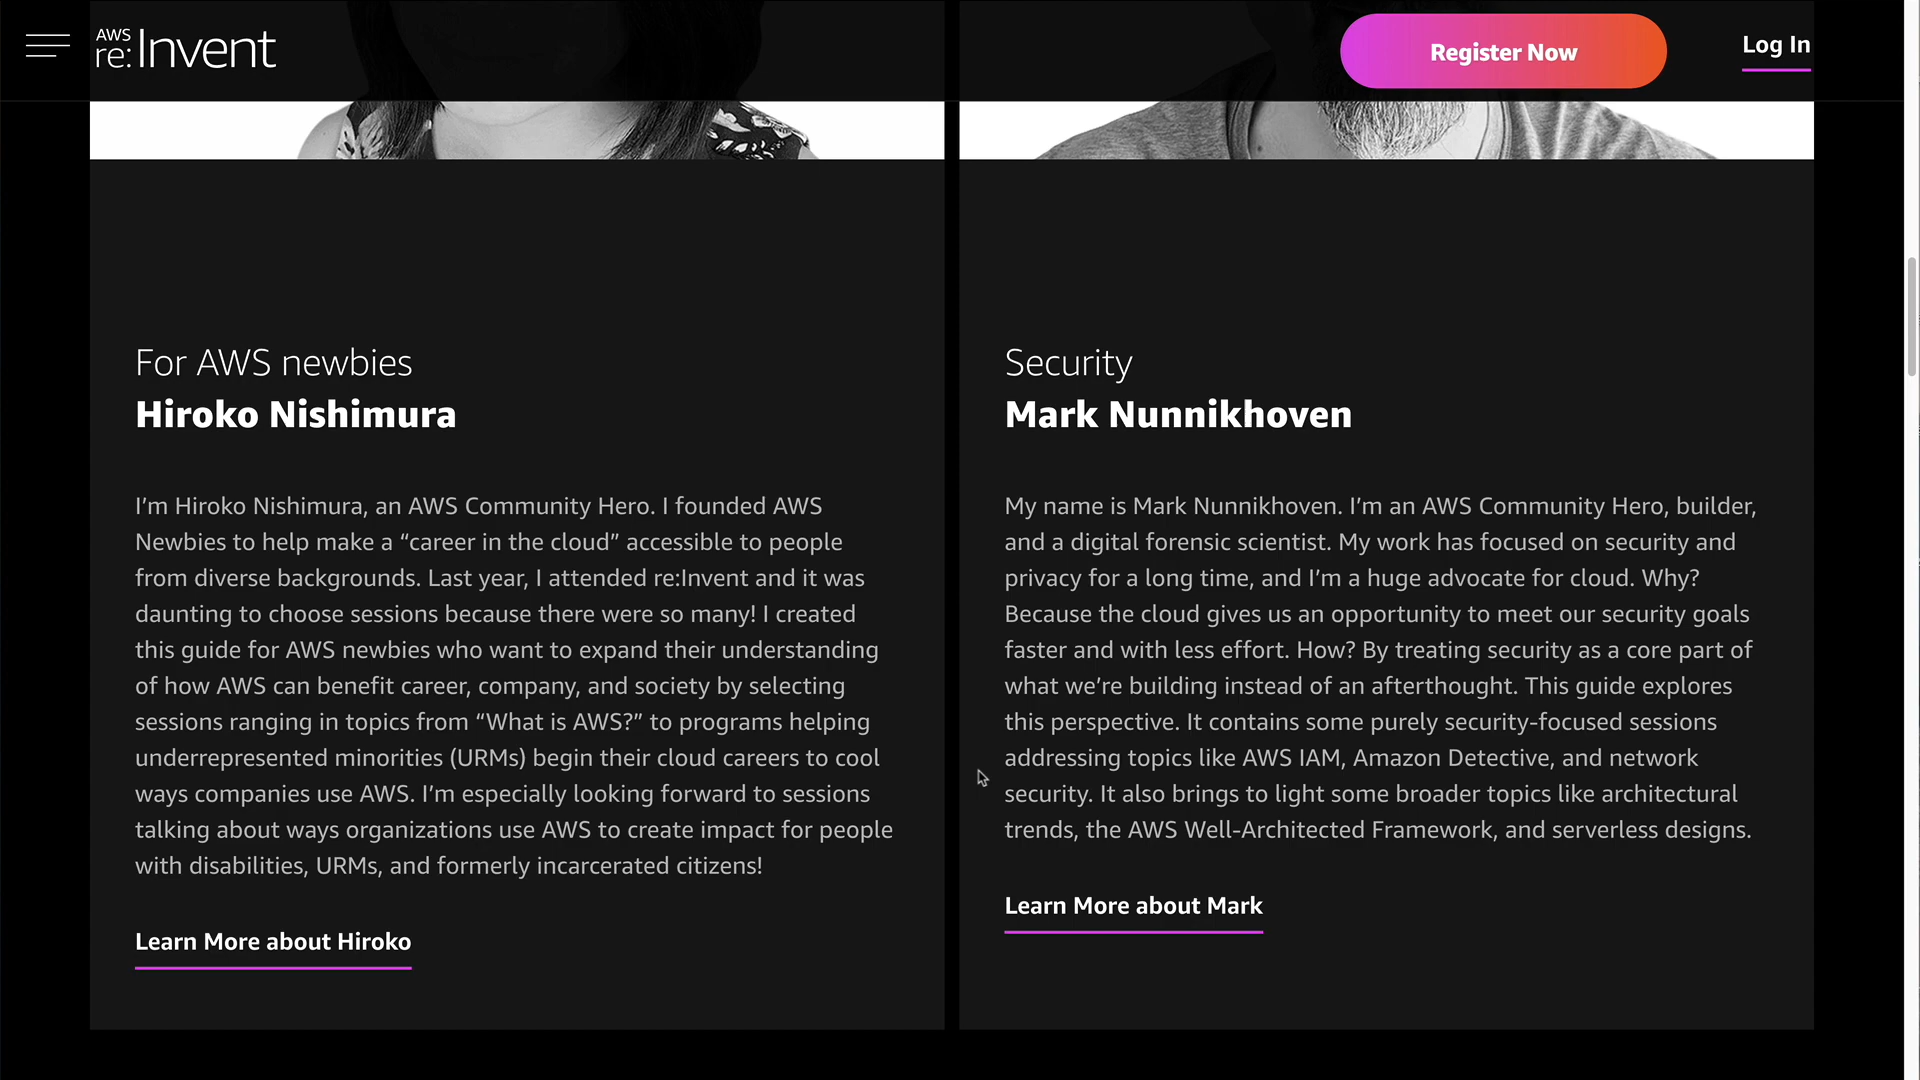 AWS
re:Invent
Register Now
Log In
For AWS newbies
Hiroko Nishimura
I’m Hiroko Nishimura, an AWS Community Hero. I founded AWS
Newbies to help make a “career in the cloud” accessible to people
from diverse backgrounds. Last year, I attended re:Invent and it was
daunting to choose sessions because there were so many! I created
this guide for AWS newbies who want to expand their understanding
of how AWS can benefit career, company, and society by selecting
sessions ranging in topics from “What is AWS?” to programs helping
underrepresented minorities (URMs) begin their cloud careers to cool
ways companies use AWS. I’m especially looking forward to sessions
talking about ways organizations use AWS to create impact for people
with disabilities, URMs, and formerly incarcerated citizens!
Learn More about Hiroko
Security
Mark Nunnikhoven
My name is Mark Nunnikhoven. I’m an AWS Community Hero, builder,
and a digital forensic scientist. My work has focused on security and
privacy for a long time, and I’m a huge advocate for cloud. Why?
Because the cloud gives us an opportunity to meet our security goals
faster and with less effort. How? By treating security as a core part of
what we’re building instead of an afterthought. This guide explores
this perspective. It contains some purely security-focused sessions
addressing topics like AWS IAM, Amazon Detective, and network
security. It also brings to light some broader topics like architectural
trends, the AWS Well-Architected Framework, and serverless designs.
Learn More about Mark